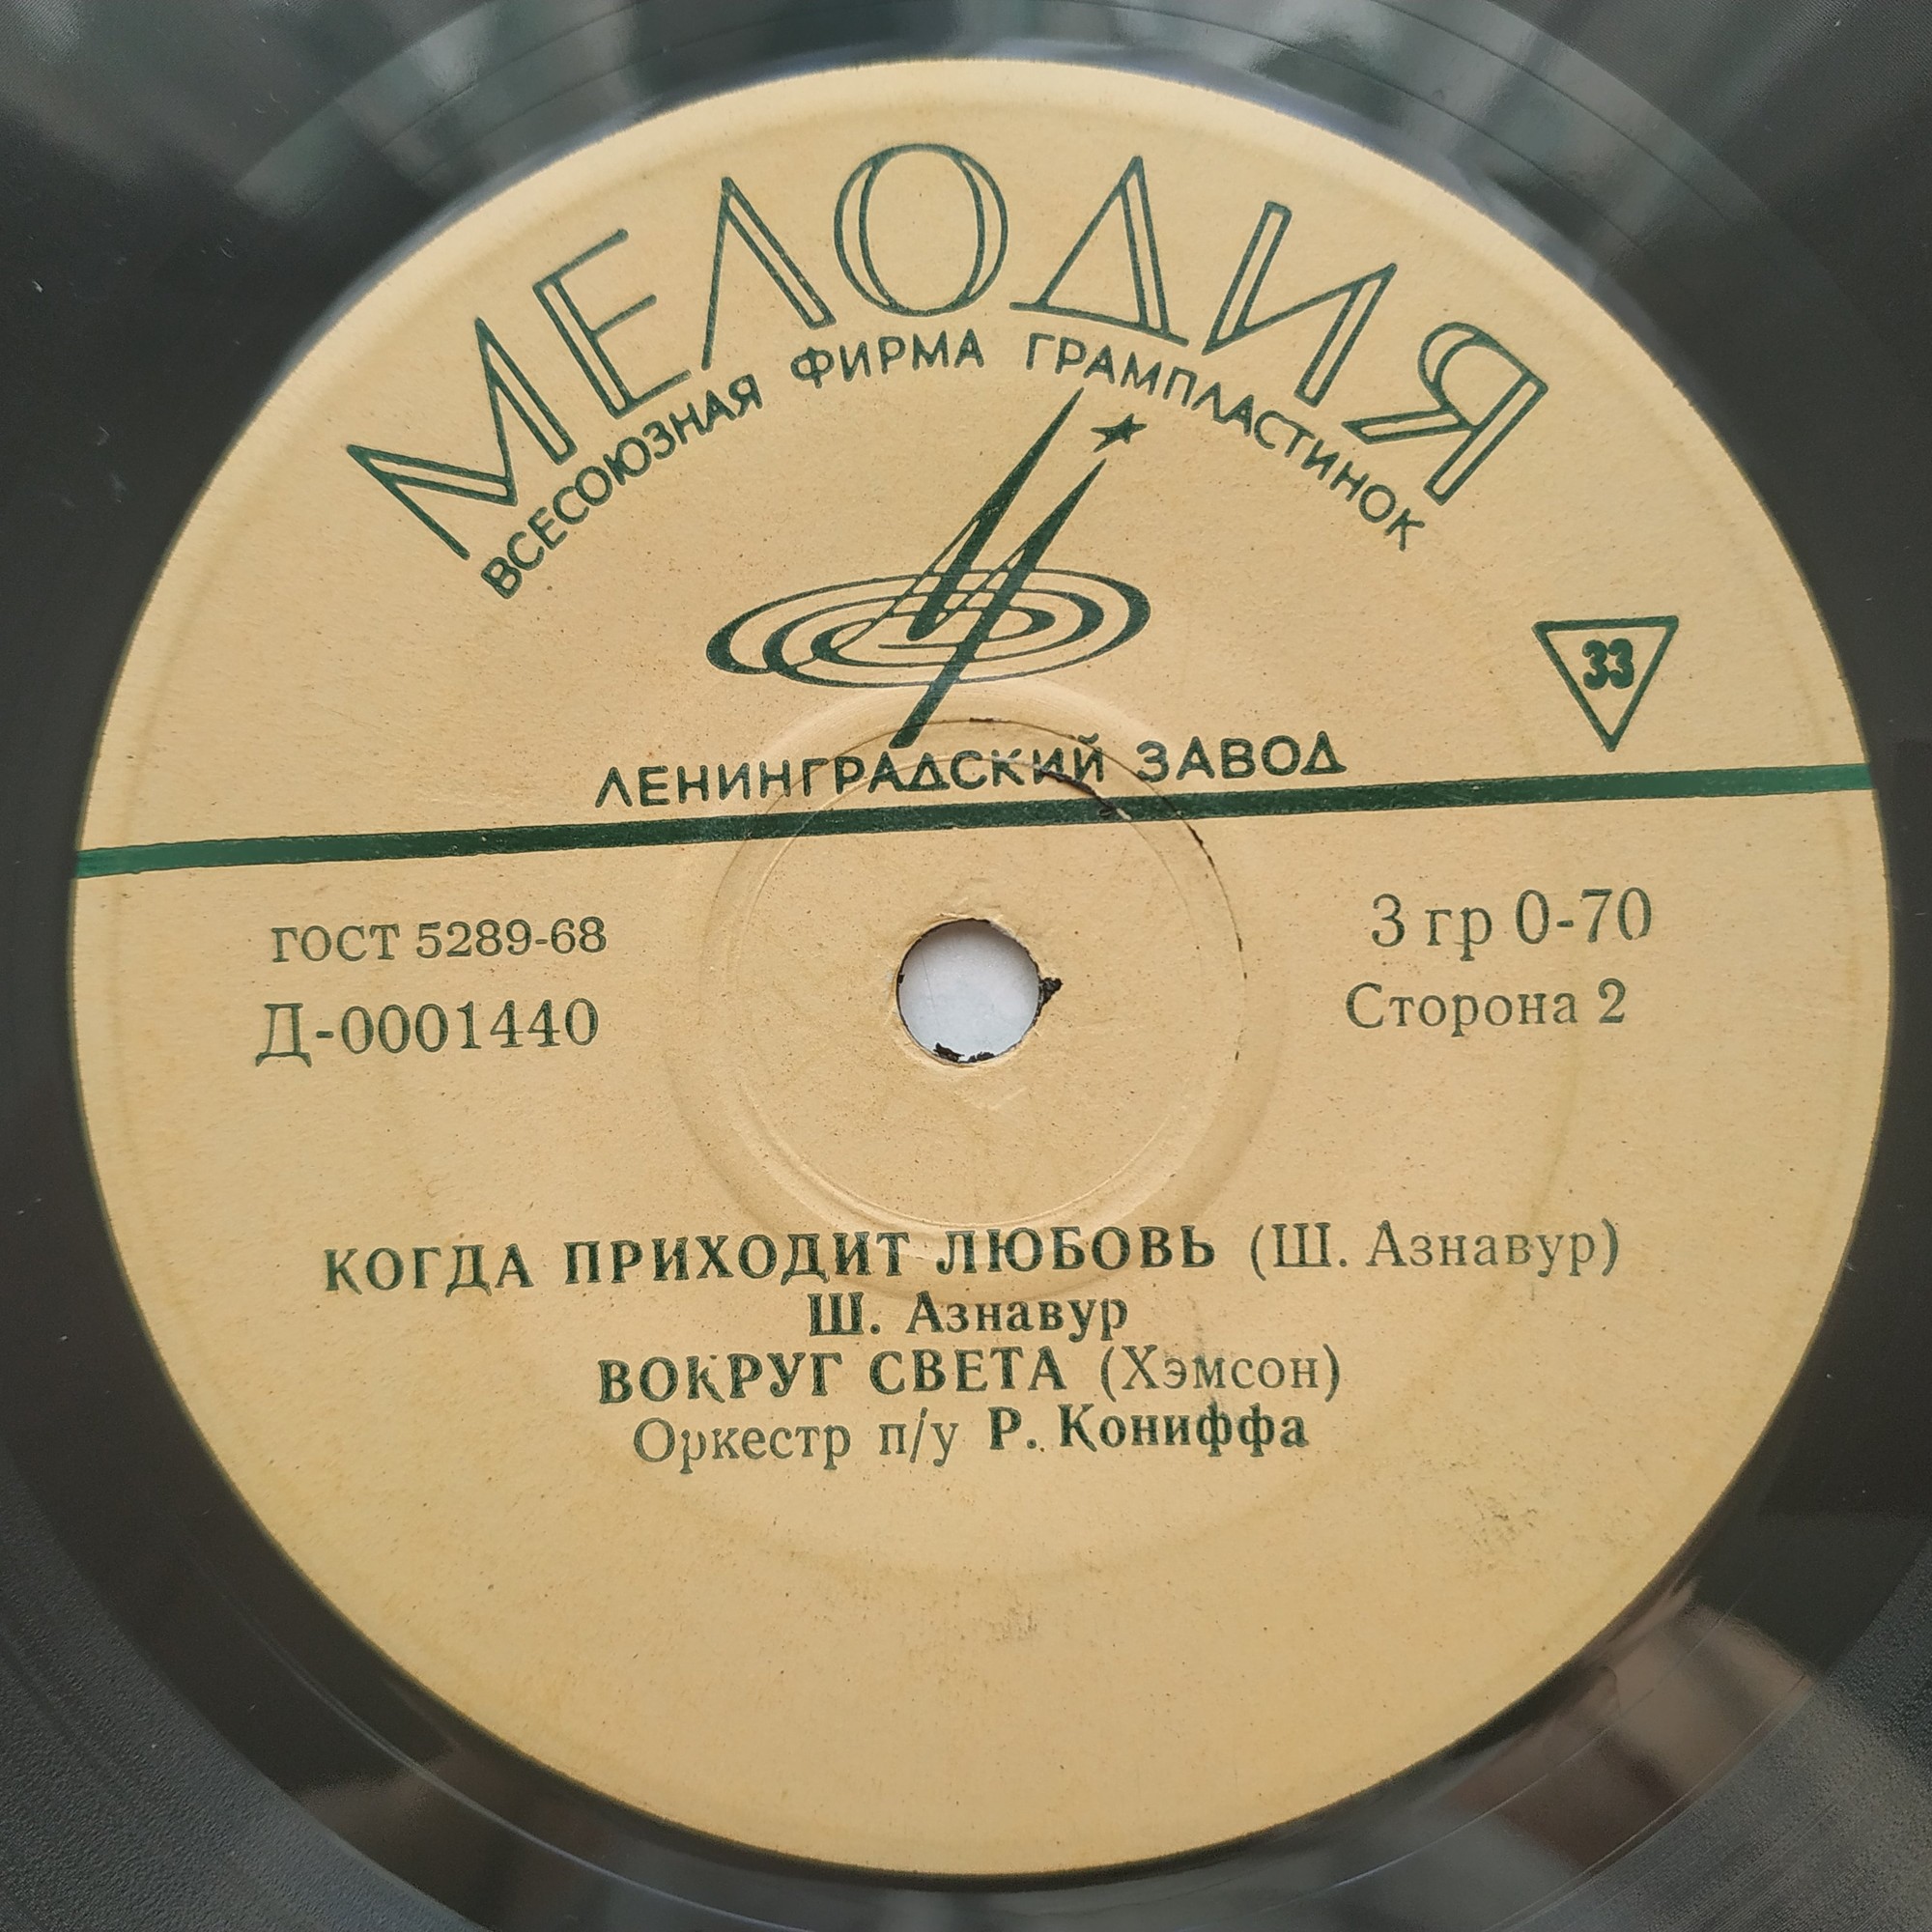 МЕЛОДИЯ
ВСЕСОЮЗНАЯ ФИРМА ГРАМПЛАСТИНОК
33
ЛЕНИНГРАДСКИЙ ЗАВОД
ГОСТ 5289-68
Д-0001440
3 гр 0-70
Сторона 2
КОГДА ПРИХОДИТ ЛЮБОВЬ (Ш. Азнавур)
Ш. Азнавур
ВОКРУГ СВЕТА (Хэмсон)
Оркестр п/у Р. Кониффа